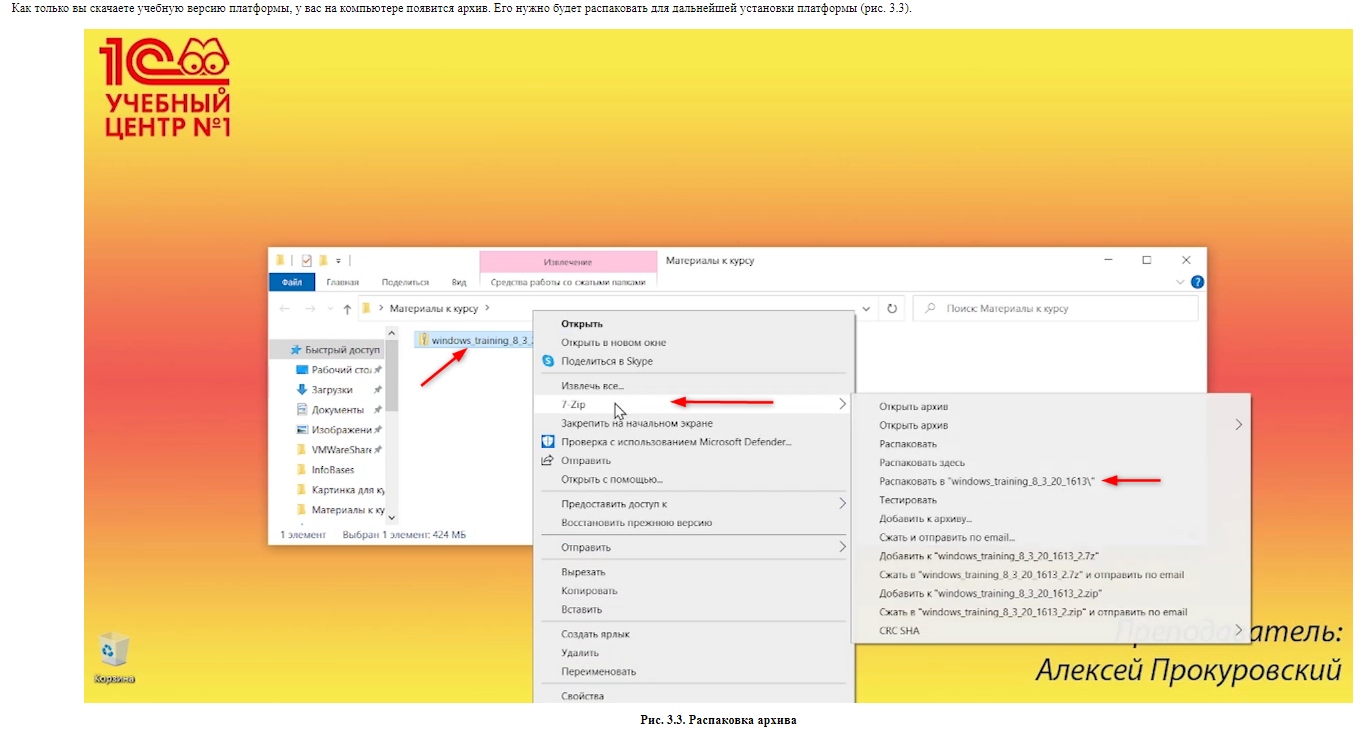 Как только вы скачаете учебную версию платформы, у вас на компьютере появится архив. Его нужно будет распаковать для дальнейшей установки платформы (рис. 3.3).
1С
УЧЕБНЫЙ
ЦЕНТР №1
Извлечение
Материалы к курсу
Файл
Главная
Поделиться
Вид
Средства работы со сжатыми папками
Материалы к курсу
Поиск: Материалы к курсу
Быстрый доступ
Рабочий стол
Загрузки
Документы
Изображени
VMWareShare
InfoBases
Картинка для ку
Материалы к ку
windows_training_8_3_2
1 элемент
Выбран 1 элемент: 424 МБ
Открыть
Открыть в новом окне
Поделиться в Skype
Извлечь все...
7-Zip
Закрепить на начальном экране
Проверка с использованием Microsoft Defender...
Отправить
Открыть с помощью...
Предоставить доступ к
Восстановить прежнюю версию
Отправить
Вырезать
Копировать
Вставить
Создать ярлык
Удалить
Переименовать
Свойства
Открыть архив
Открыть архив
Распаковать
Распаковать здесь
Распаковать в "windows_training_8_3_20_1613\"
Тестировать
Добавить к архиву...
Сжать и отправить по email...
Добавить к "windows_training_8_3_20_1613_2.7z"
Сжать в "windows_training_8_3_20_1613_2.7z" и отправить по email
Добавить к "windows_training_8_3_20_1613_2.zip"
Сжать в "windows_training_8_3_20_1613_2.zip" и отправить по email
CRC SHA
Корзина
Преподаватель:
Алексей Прокуровский
Рис. 3.3. Распаковка архива